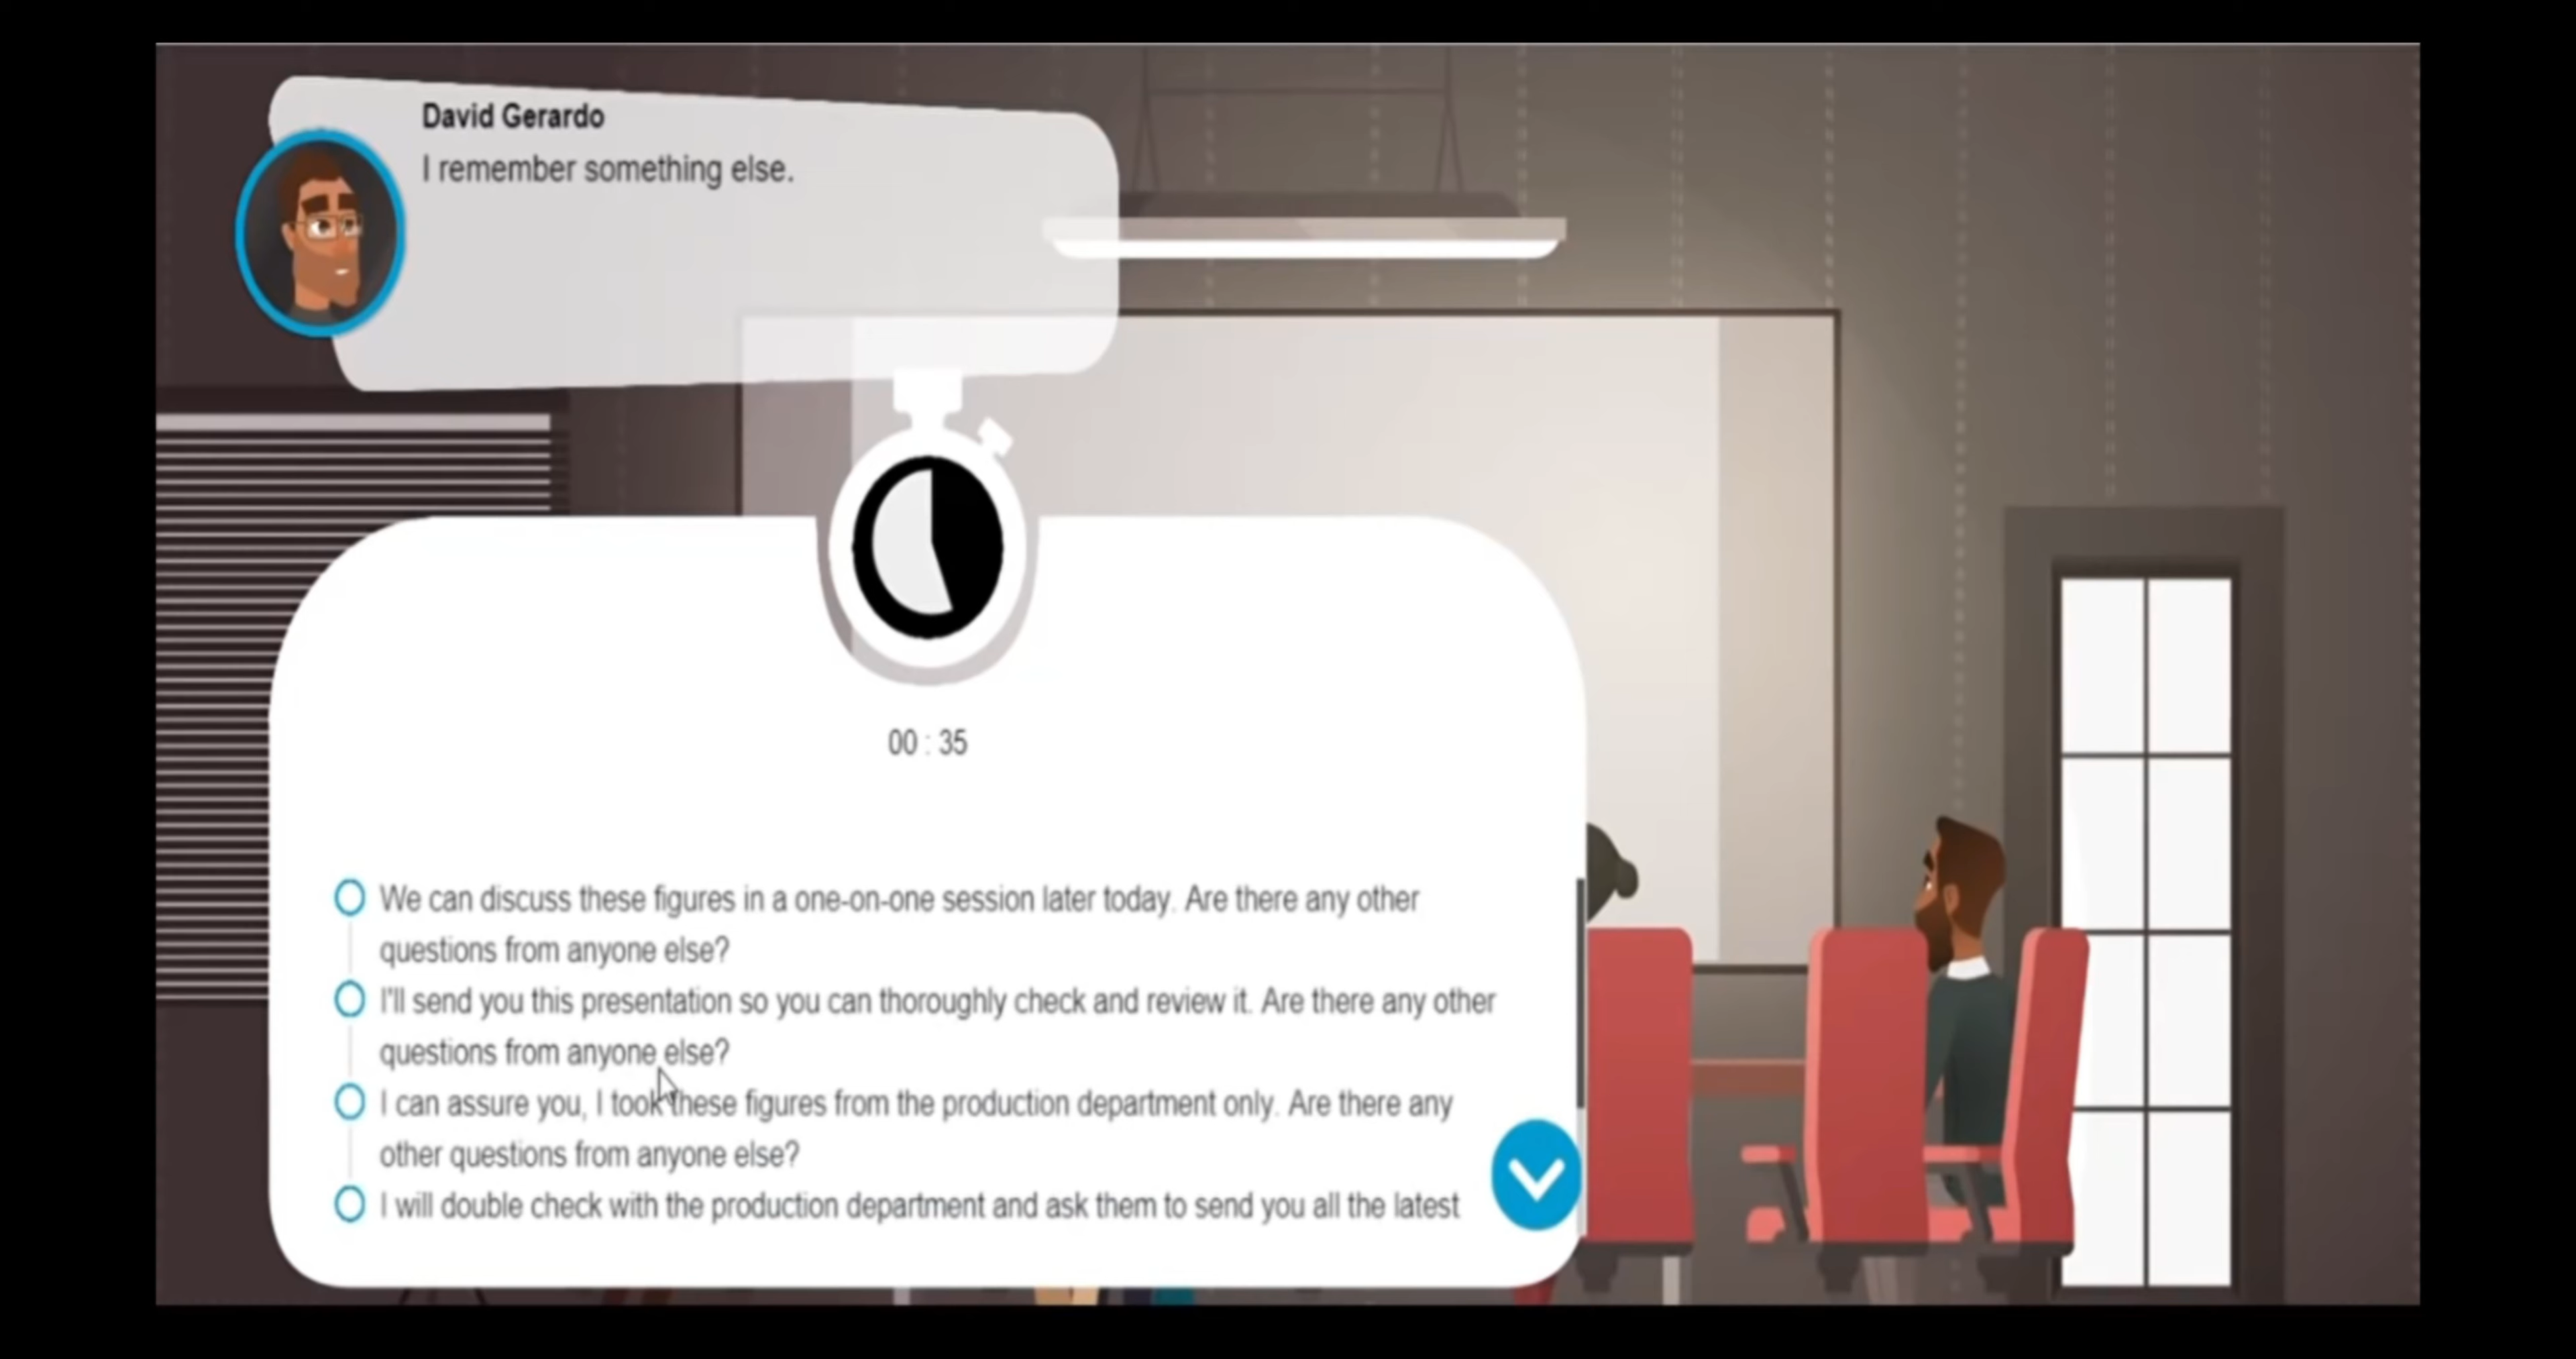 David Gerardo
I remember something else.
00 : 35
We can discuss these figures in a one-on-one session later today. Are there any other
questions from anyone else?
I'll send you this presentation so you can thoroughly check and review it. Are there any other
questions from anyone else?
I can assure you, I took these figures from the production department only. Are there any
other questions from anyone else?
I will double check with the production department and ask them to send you all the latest